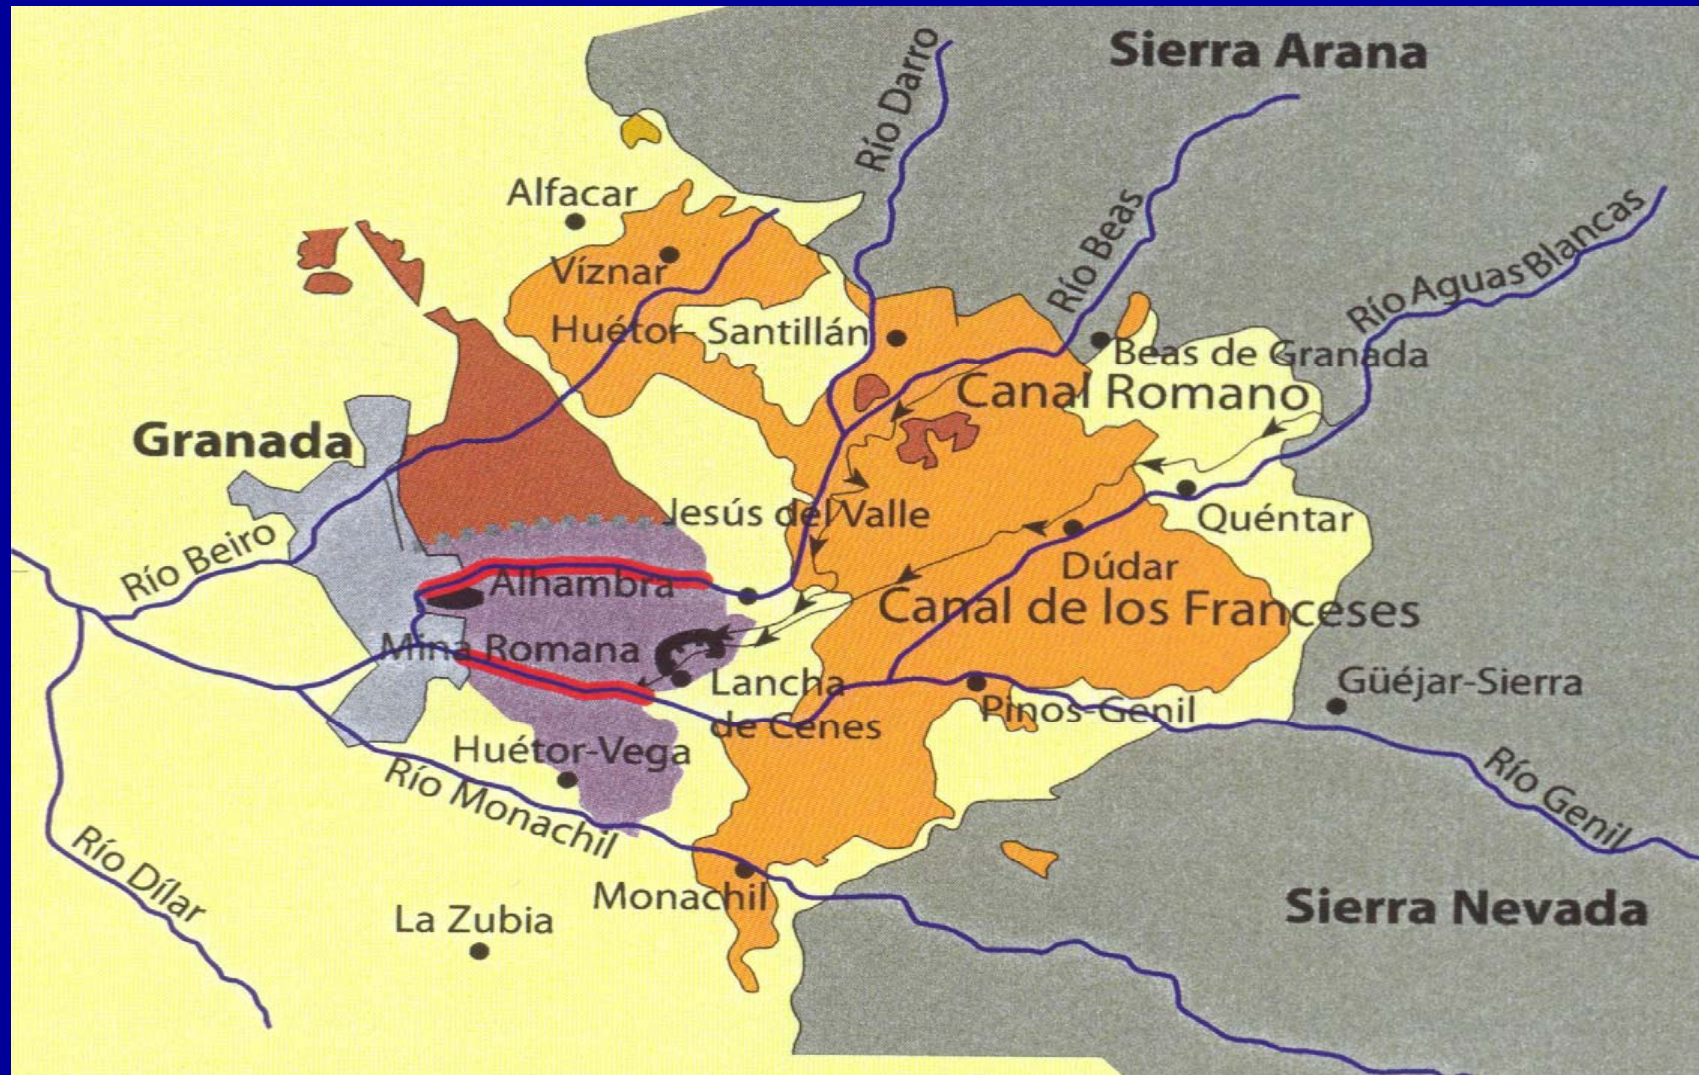 Sierra Arana
Río Darro
Río Beas
Río Aguas Blancas
Alfacar
Víznar
Huétor- Santillán
Beas de Granada
Canal Romano
Granada
Jesús del Valle
Quéntar
Río Beiro
Alhambra
Dúdar
Canal de los Franceses
Mina Romana
Lancha
de Cenes
Pinos-Genil
Güéjar-Sierra
Huétor-Vega
Río Monachil
Río Genil
Río Dílar
Monachil
La Zubia
Sierra Nevada